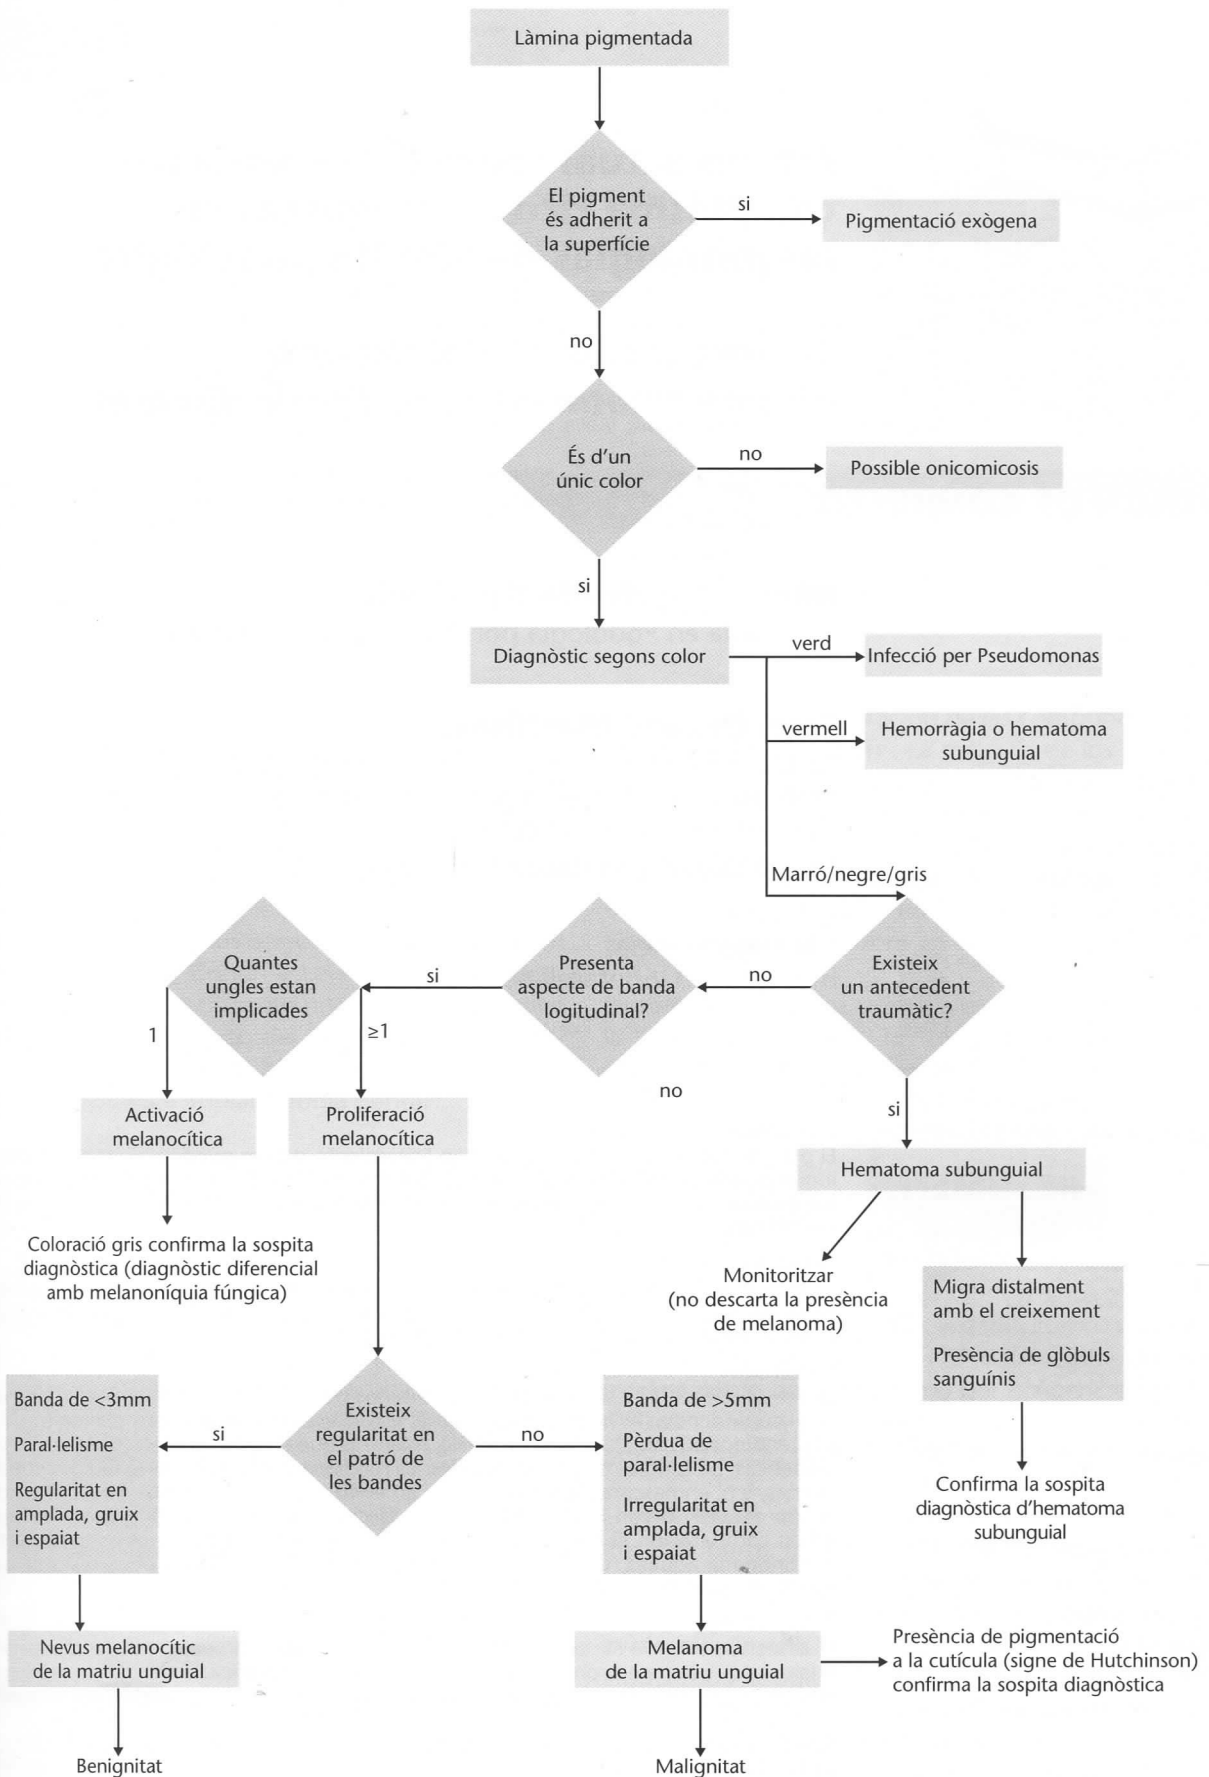 Làmina pigmentada
El pigment
és adherit a
la superfície
si
Pigmentació exògena
no
És d'un
únic color
no
Possible onicomicosis
si
Diagnòstic segons color
verd
Infecció per Pseudomonas
vermell
Hemorràgia o hematoma
subunguial
Marró/negre/gris
Existeix
un antecedent
traumàtic?
no
Presenta
aspecte de banda
logitudinal?
si
Quantes
ungles estan
implicades
1
≥1
no
si
Activació
melanocítica
Proliferació
melanocítica
Hematoma subunguial
Coloració gris confirma la sospita
diagnòstica (diagnòstic diferencial
amb melanoníquia fúngica)
Monitoritzar
(no descarta la presència
de melanoma)
Migra distalment
amb el creixement
Presència de glòbuls
sanguínis
Confirma la sospita
diagnòstica d'hematoma
subunguial
Existeix
regularitat en
el patró de
les bandes
si
Banda de <3mm
Paral·lelisme
Regularitat en
amplada, gruix
i espaiat
no
Banda de >5mm
Pèrdua de
paral·lelisme
Irregularitat en
amplada, gruix
i espaiat
Nevus melanocític
de la matriu unguial
Melanoma
de la matriu unguial
Presència de pigmentació
a la cutícula (signe de Hutchinson)
confirma la sospita diagnòstica
Benignitat
Malignitat